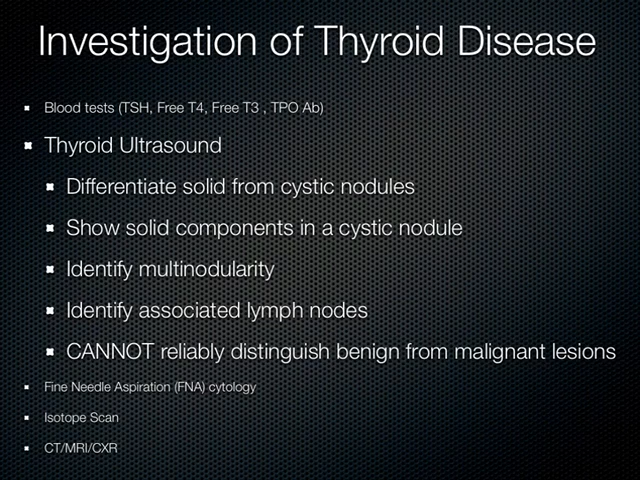 Investigation of Thyroid Disease
Blood tests (TSH, Free T4, Free T3 , TPO Ab)
Thyroid Ultrasound
Differentiate solid from cystic nodules
Show solid components in a cystic nodule
Identify multinodularity
Identify associated lymph nodes
CANNOT reliably distinguish benign from malignant lesions
Fine Needle Aspiration (FNA) cytology
Isotope Scan
CT/MRI/CXR